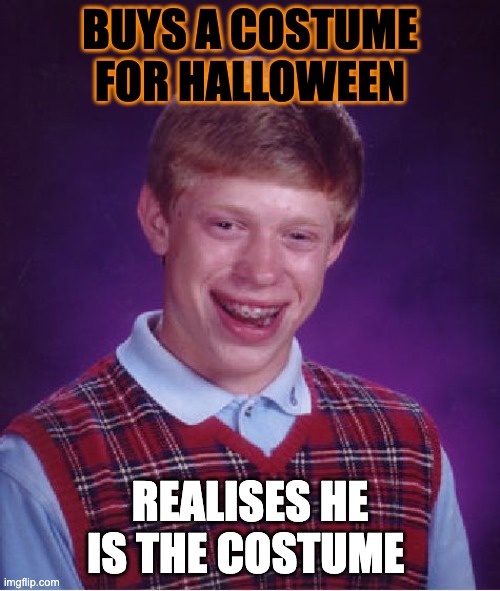 BUYS A COSTUME
FOR HALLOWEEN
REALISES HE
IS THE COSTUME
imgflip.com